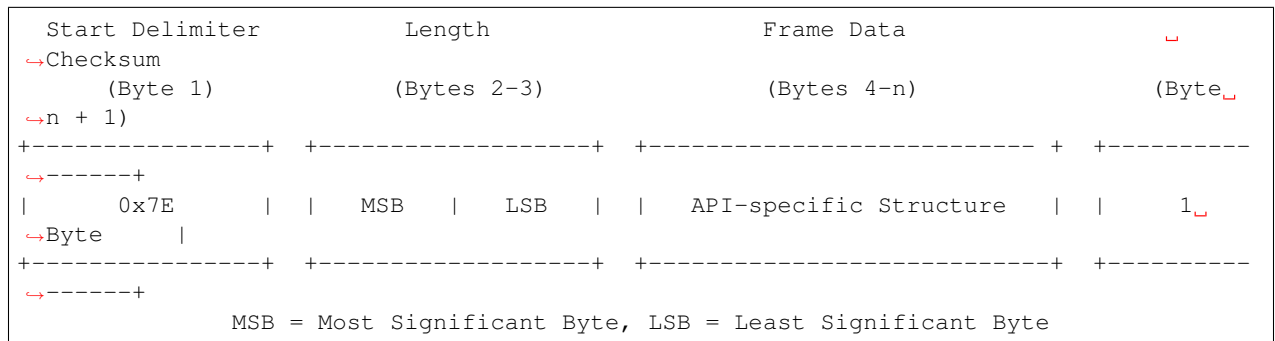 Start Delimiter          Length                   Frame Data                  ␣
↪Checksum
      (Byte 1)            (Bytes 2-3)               (Bytes 4-n)                (Byte␣
↪n + 1)
+----------------+  +-------------------+  +--------------------------- +  +----------
↪------+
|      0x7E      |  |   MSB   |   LSB   |  |   API-specific Structure   |  |     1␣
↪Byte     |
+----------------+  +-------------------+  +----------------------------+  +----------
↪------+
               MSB = Most Significant Byte, LSB = Least Significant Byte